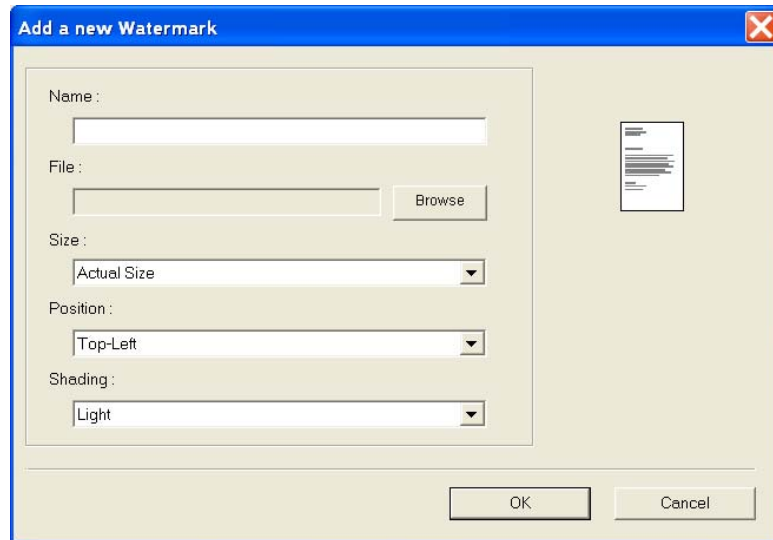 Add a new Watermark
Name :
File :
Browse
Size :
Actual Size
Position :
Top-Left
Shading :
Light
OK
Cancel